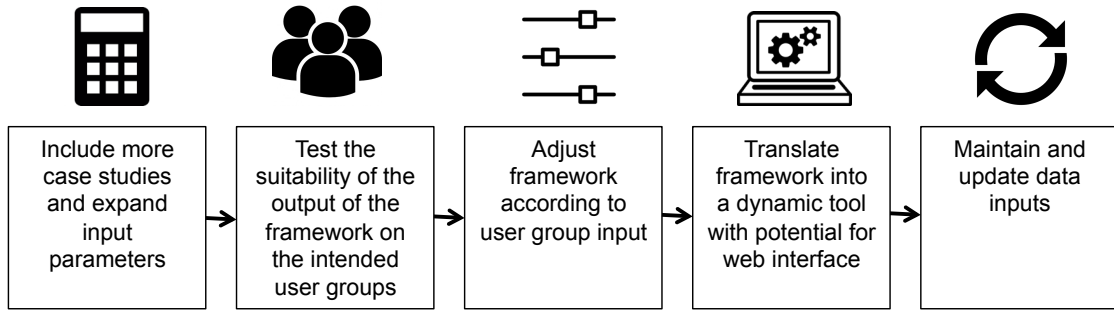 Include more
case studies
and expand
input
parameters
Test the
suitability of the
output of the
framework on
the intended
user groups
Adjust
framework
according to
user group input
Translate
framework into
a dynamic tool
with potential for
web interface
Maintain and
update data
inputs